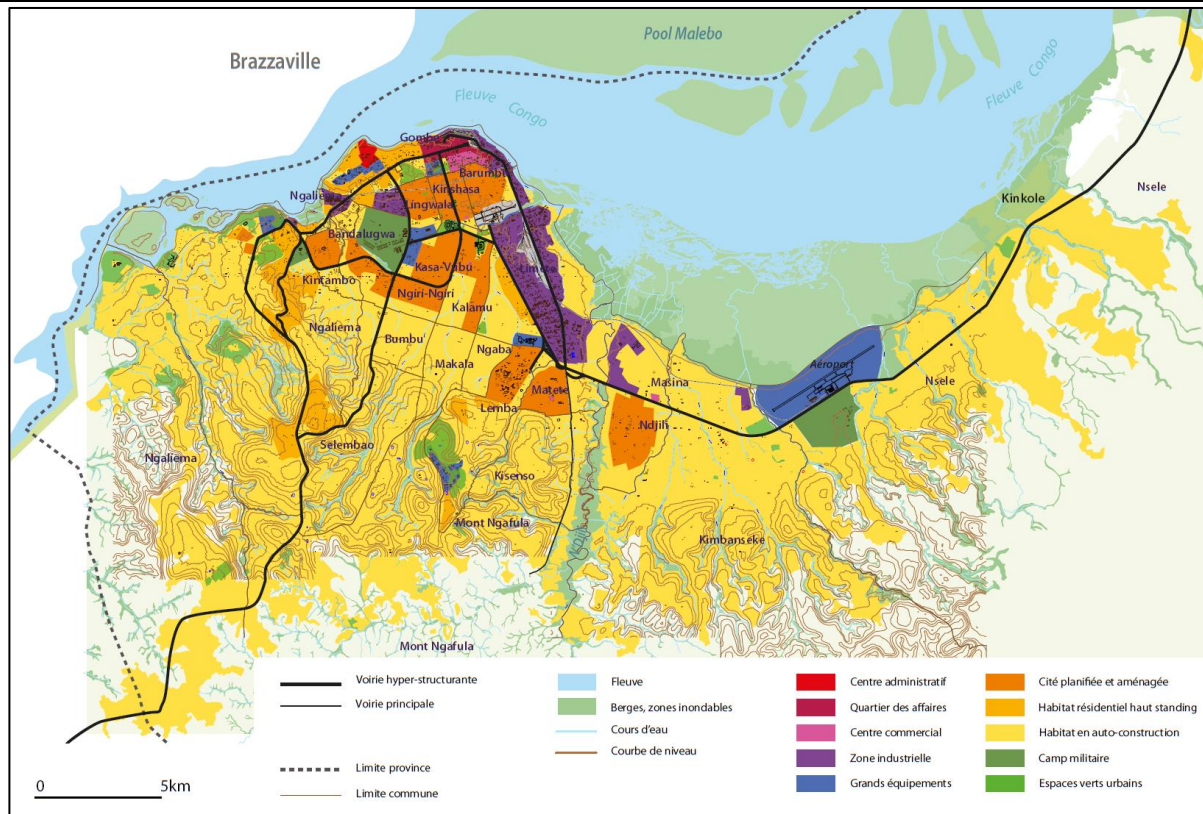 Pool Malebo
Brazzaville
Fleuve Congo
Fleuve Congo
Gombe
Barumbu
Kinshasa
Ngaliema
Lingwala
Kinkole
Nsele
Bandalugwa
Kasa-Vubu
Limete
Kintambo
Ngiri-Ngiri
Kalamu
Ngaliema
Bumbu
Ngaba
Makala
Aéroport
Masina
Nsele
Matete
Lemba
Ndjili
Selembao
Ngaliema
Kisenso
Mont Ngafula
Ndjili
Kimbanseke
Mont Ngafula
Voirie hyper-structurante
Voirie principale
Limite province
Limite commune
Fleuve
Berges, zones inondables
Cours d'eau
Courbe de niveau
Centre administratif
Quartier des affaires
Centre commercial
Zone industrielle
Grands équipements
Cité planifiée et aménagée
Habitat résidentiel haut standing
Habitat en auto-construction
Camp militaire
Espaces verts urbains
0 5km